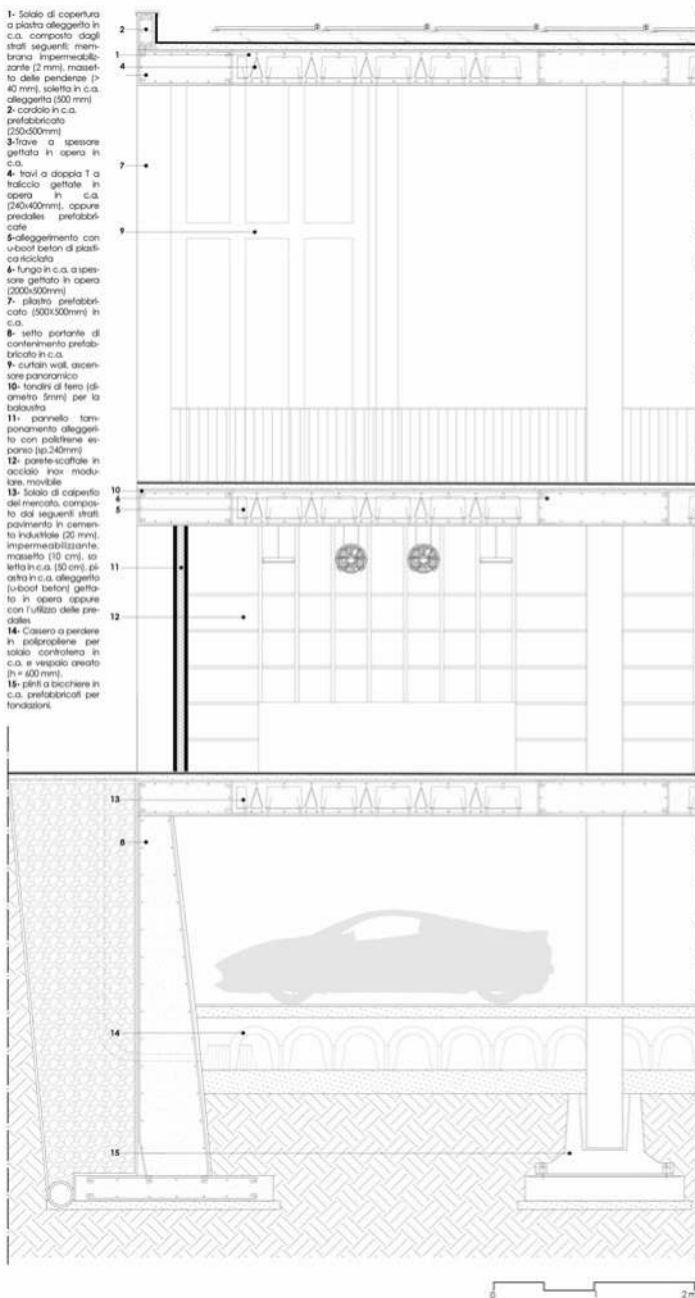 1- Solaio di copertura
a piastra alleggerito in
c.a. composto dagli
strati seguenti: mem-
brana impermeabiliz-
zante (2 mm), masset-
to delle pendenze (>
40 mm), soletta in c.a.
alleggerita (500 mm)
2- cordolo in c.a.
prefabbricato
(250x500mm)
3-Trave a spessore
gettata in opera in
c.a.
4- travi a doppia T a
traliccio gettate in
opera in c.a.
(240x400mm), oppure
predalles prefabbri-
cate
5-alleggerimento con
u-boot beton di plasti-
ca riciclata
6- fungo in c.a. a spes-
sore gettato in opera
(2000x500mm)
7- pilastro prefabbri-
cato (500X500mm) in
c.a.
8- setto portante di
contenimento prefab-
bricato in c.a.
9- curtain wall, ascen-
sore panoramico
10- tondini di ferro (di-
ametro 5mm) per la
balaustra
11- pannello tam-
ponamento alleggeri-
to con polistirene es-
panso (sp.240mm)
12- parete-scaffale in
acciaio inox modu-
lare, movibile
13- Solaio di calpestio
del mercato, compos-
to dai seguenti strati:
pavimento in cemen-
to industriale (20 mm),
impermeabilizzante,
massetto (10 cm), so-
letta in c.a. (50 cm), pi-
astra in c.a. alleggerito
(u-boot beton) getta-
to in opera oppure
con l'utilizzo delle pre-
dalles
14- Cassero a perdere
in polipropilene per
solaio controterra in
c.a. e vespaio areato
(h = 600 mm).
15- plinti a bicchiere in
c.a. prefabbricati per
fondazioni.
2
1
4
3
7
9
10
6
5
11
12
13
8
14
15
0 1 2 m